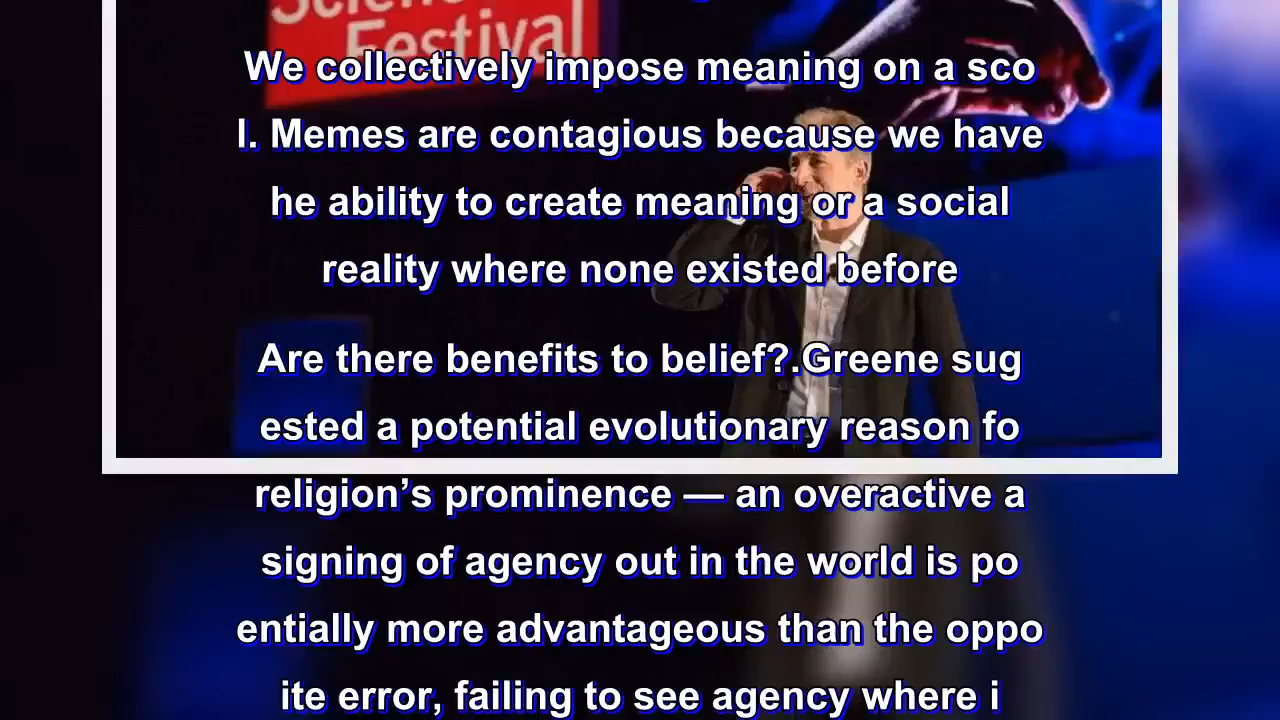 Science
Festival
We collectively impose meaning on a sco
l. Memes are contagious because we have
he ability to create meaning or a social
reality where none existed before
Are there benefits to belief?.Greene sug
ested a potential evolutionary reason fo
religion’s prominence — an overactive a
signing of agency out in the world is po
entially more advantageous than the oppo
ite error, failing to see agency where i